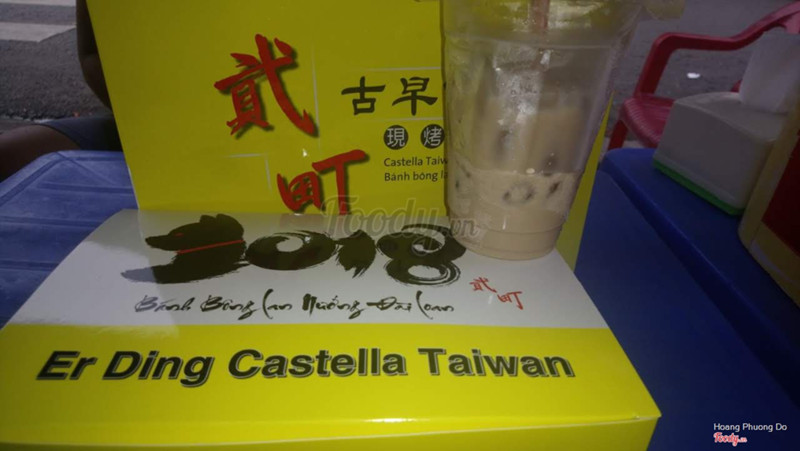 貳町
古早
現烤
Castella Taiw
Bánh bông la
Foody.vn
2018
Bánh Bông Lan Nướng Đài Loan
貳町
Er Ding Castella Taiwan
Hoang Phuong Do
Foody.vn